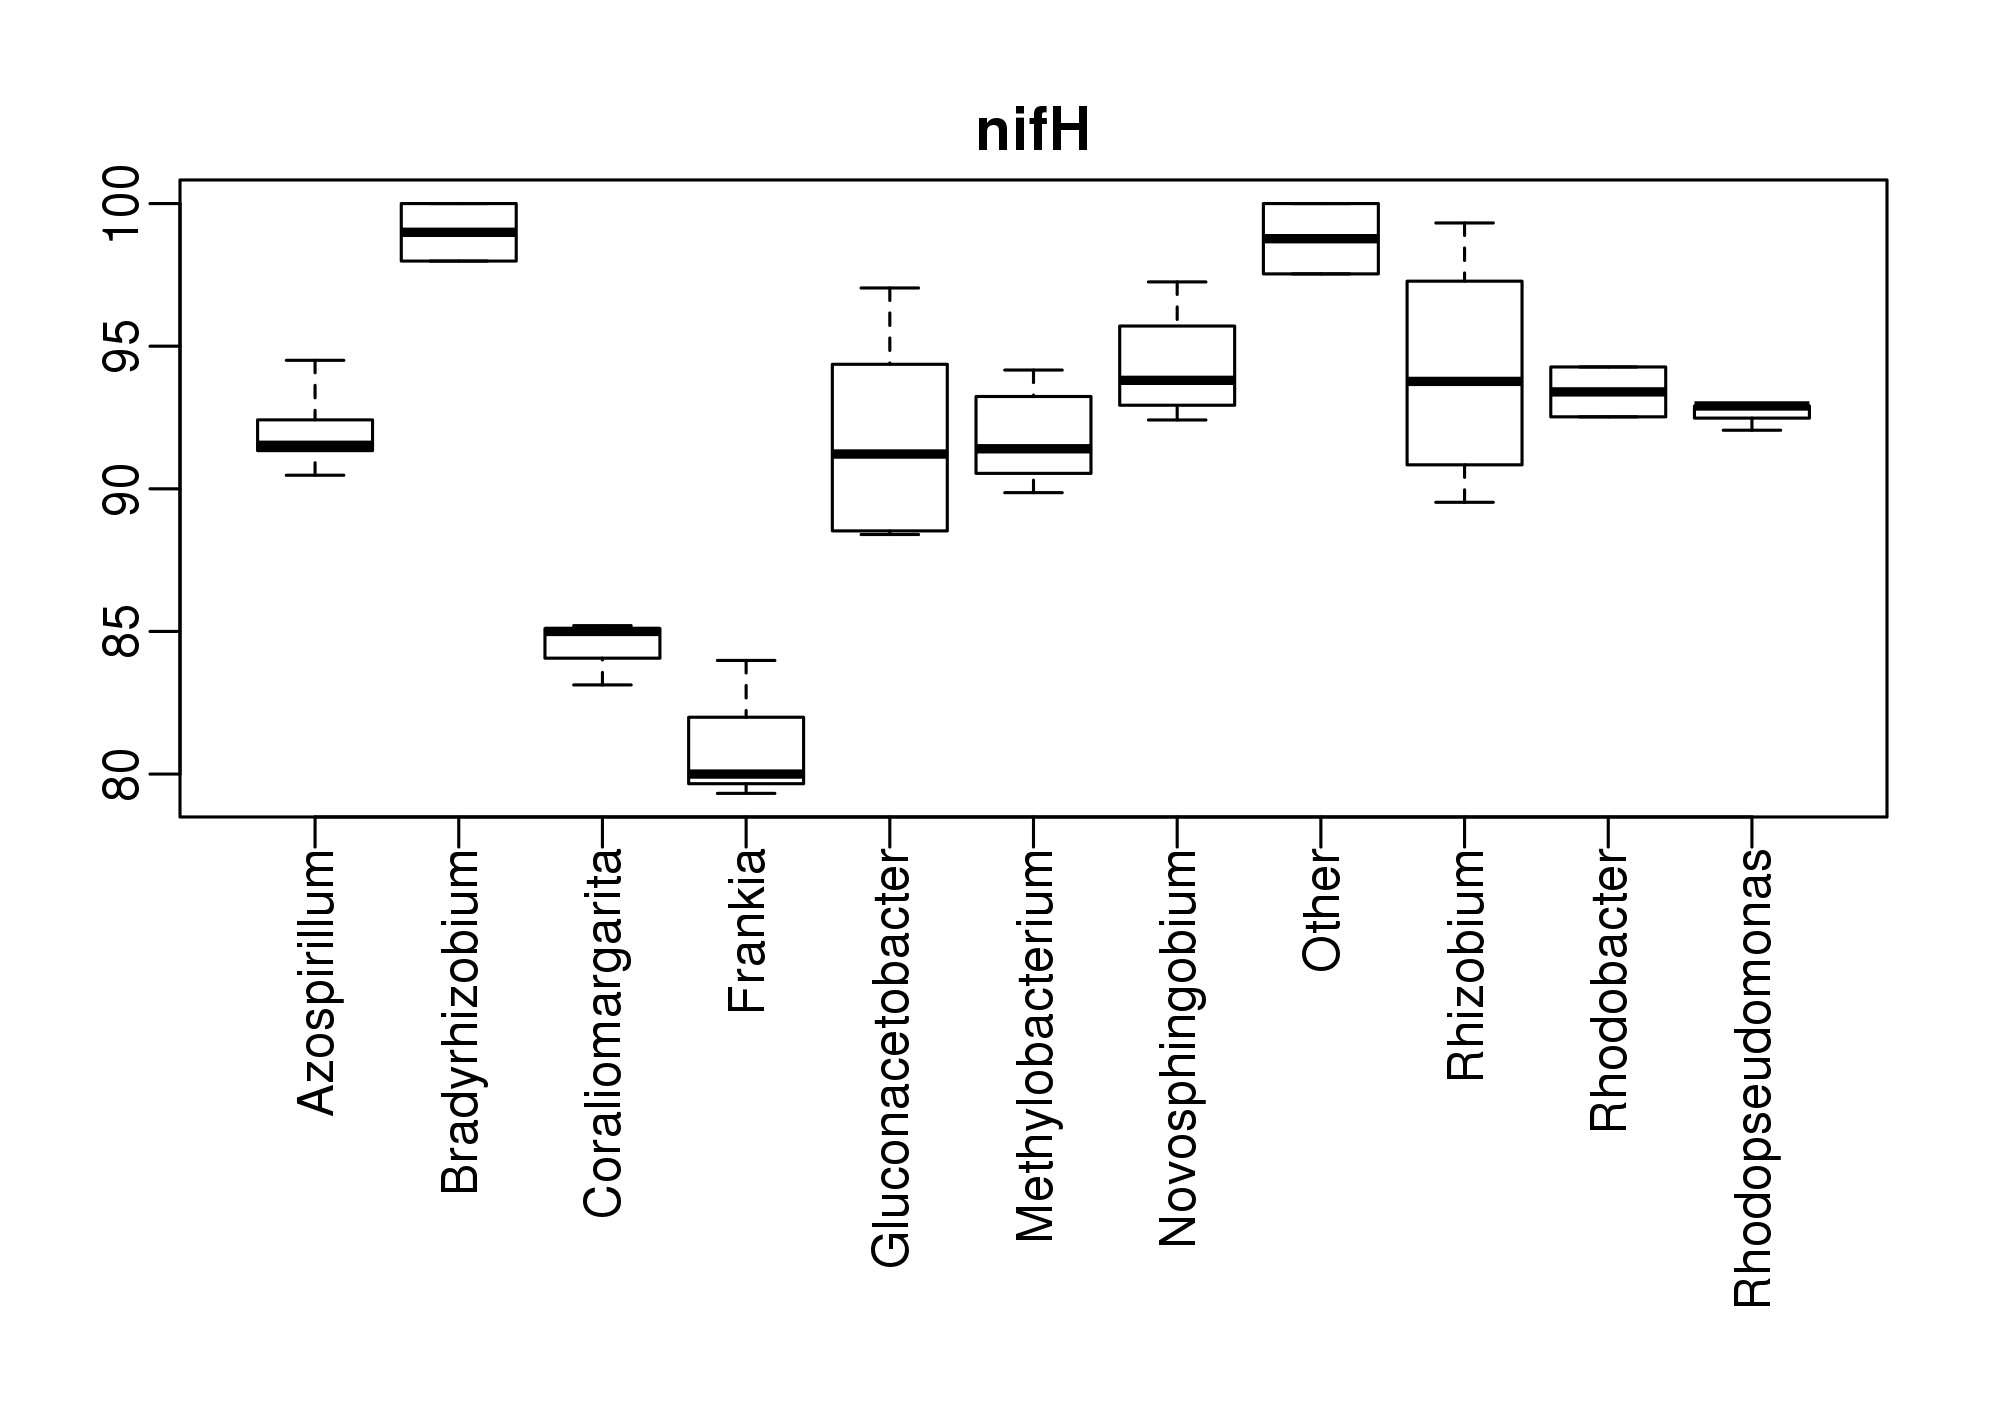 nifH
100
95
90
85
80
Azospirillum
Bradyrhizobium
Coraliomargarita
Frankia
Gluconacetobacter
Methylobacterium
Novosphingobium
Other
Rhizobium
Rhodobacter
Rhodopseudomonas